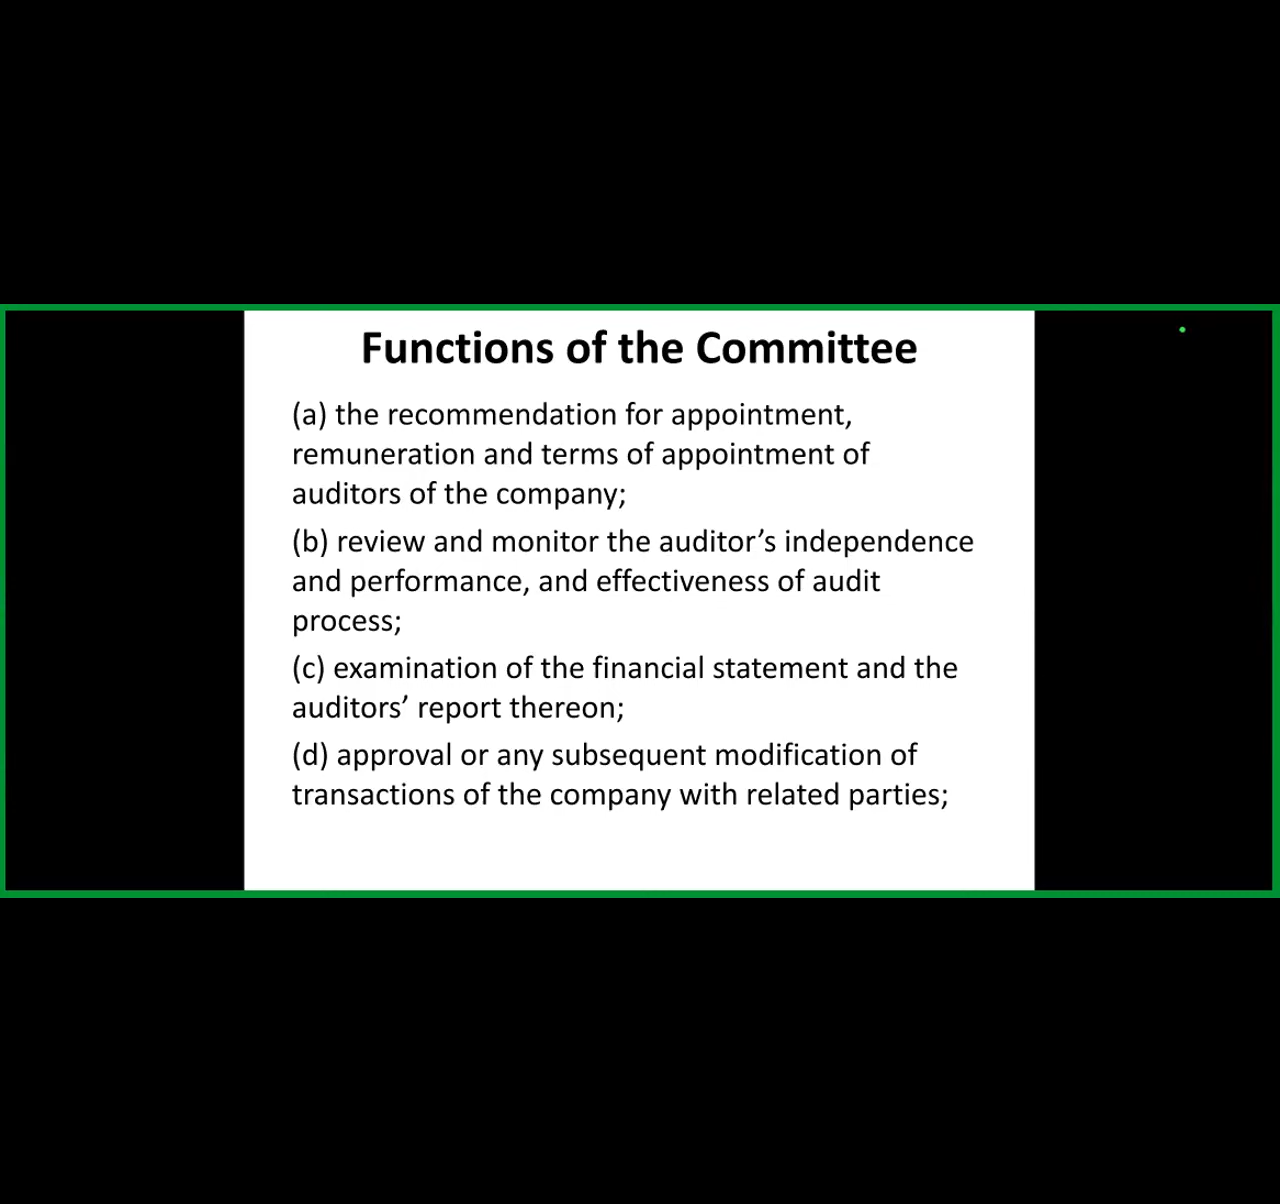 Functions of the Committee
(a) the recommendation for appointment,
remuneration and terms of appointment of
auditors of the company;
(b) review and monitor the auditor’s independence
and performance, and effectiveness of audit
process;
(c) examination of the financial statement and the
auditors’ report thereon;
(d) approval or any subsequent modification of
transactions of the company with related parties;